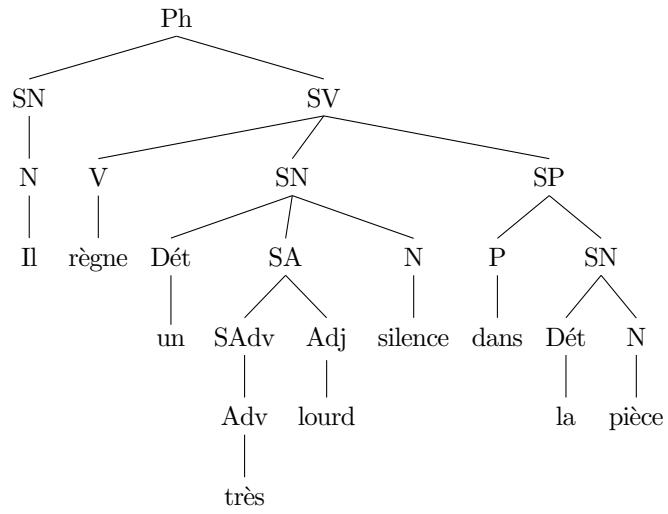 Ph
SN SV
N V SN SP
Il règne Dét SA N P SN
un SAdv Adj silence dans Dét N
Adv lourd la pièce
très